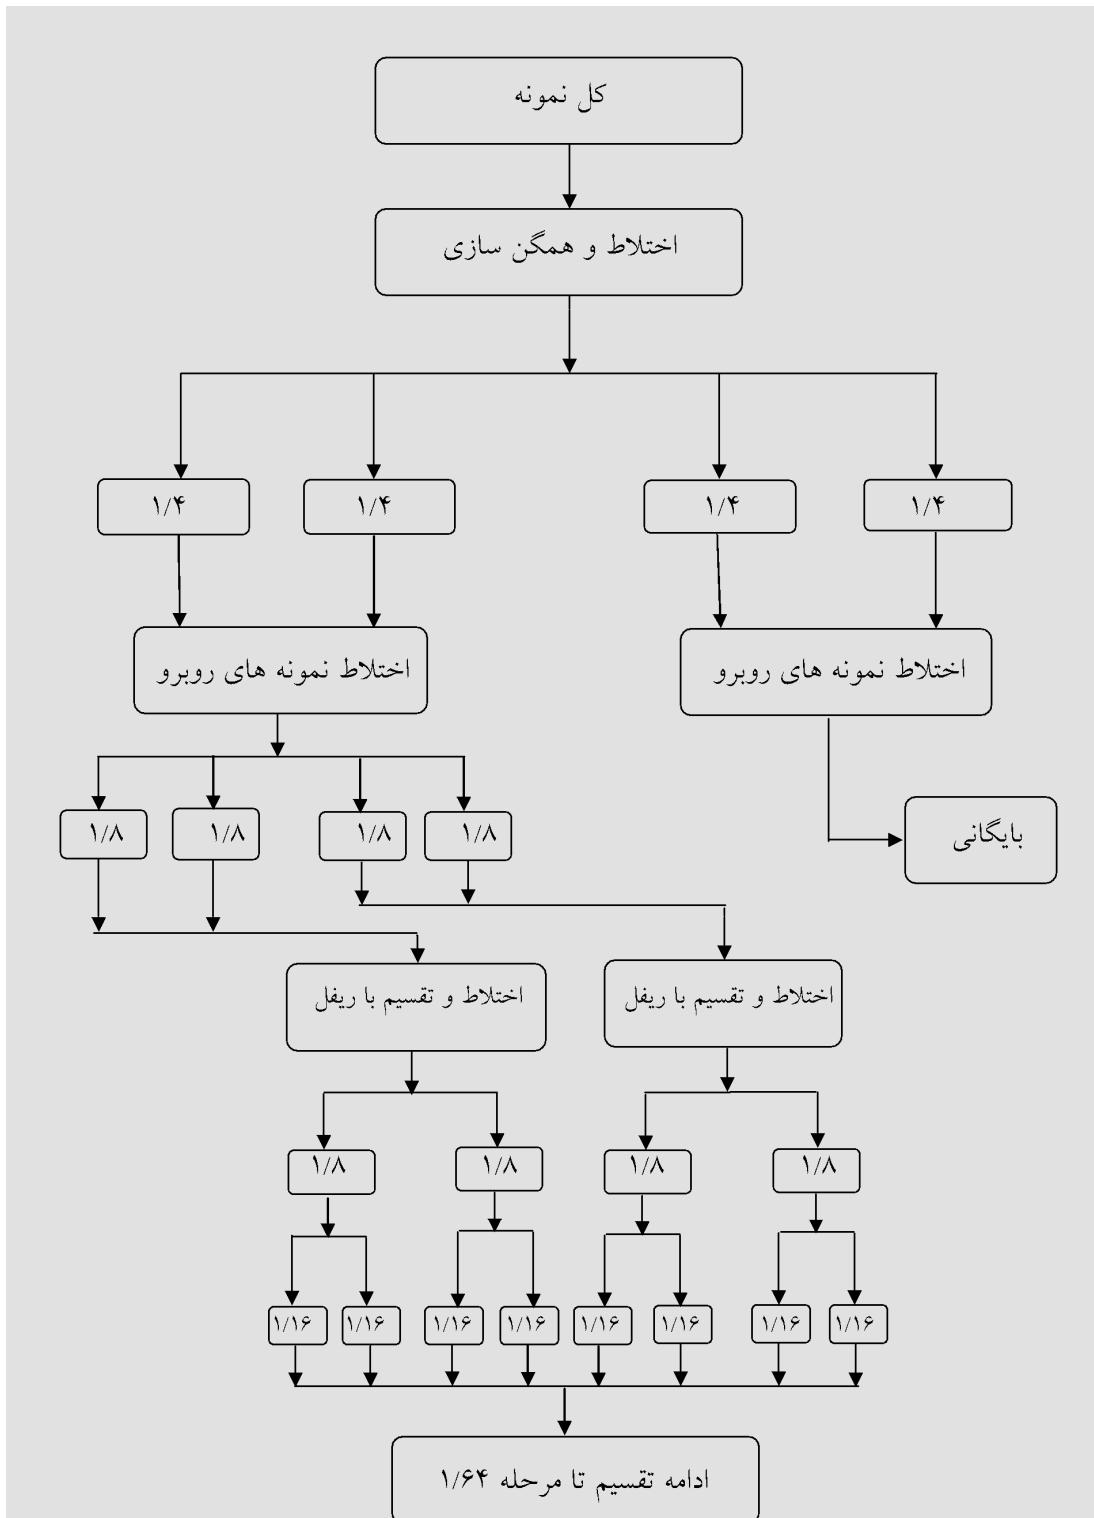 کل نمونه
اختلاط و همگن سازی
۱/۴
۱/۴
۱/۴
۱/۴
اختلاط نمونه های روبرو
اختلاط نمونه های روبرو
۱/۸
۱/۸
۱/۸
۱/۸
بایگانی
اختلاط و تقسیم با ریفل
اختلاط و تقسیم با ریفل
۱/۸
۱/۸
۱/۸
۱/۸
۱/۱۶
۱/۱۶
۱/۱۶
۱/۱۶
۱/۱۶
۱/۱۶
۱/۱۶
۱/۱۶
ادامه تقسیم تا مرحله ۱/۶۴